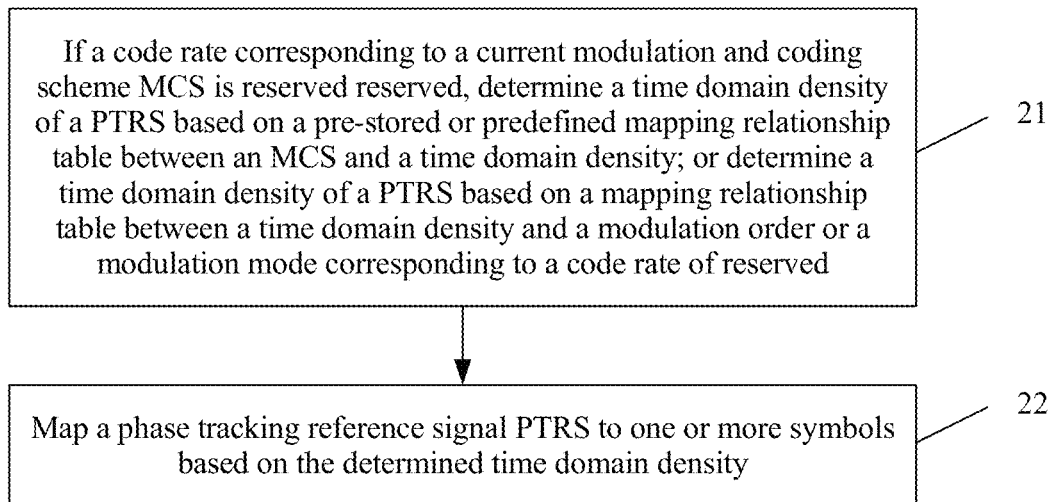 If a code rate corresponding to a current modulation and coding
scheme MCS is reserved reserved, determine a time domain density
of a PTRS based on a pre-stored or predefined mapping relationship
table between an MCS and a time domain density; or determine a
time domain density of a PTRS based on a mapping relationship
table between a time domain density and a modulation order or a
modulation mode corresponding to a code rate of reserved
21
Map a phase tracking reference signal PTRS to one or more symbols
based on the determined time domain density
22